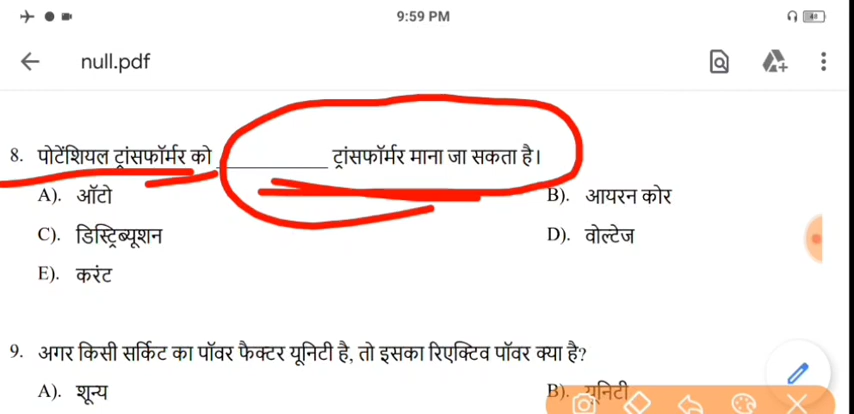 9:59 PM
null.pdf
8. पोटेंशियल ट्रांसफॉर्मर को ____________ ट्रांसफॉर्मर माना जा सकता है।
A). ऑटो B). आयरन कोर
C). डिस्ट्रिब्यूशन D). वोल्टेज
E). करंट
9. अगर किसी सर्किट का पॉवर फैक्टर यूनिटी है, तो इसका रिएक्टिव पॉवर क्या है?
A). शून्य B). यूनिटी